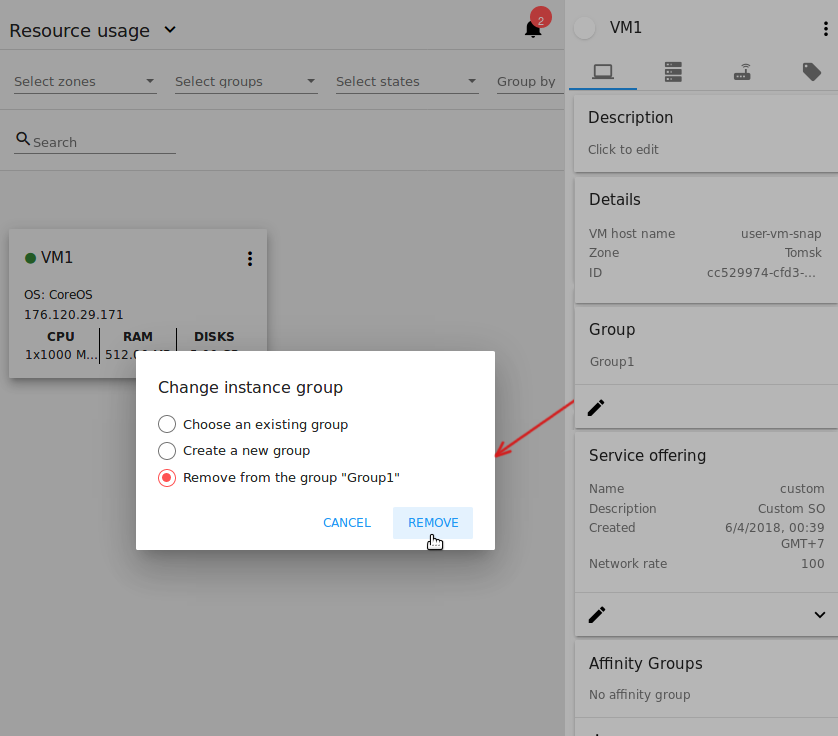 Resource usage
2
Select zones
Select groups
Select states
Group by
Search
VM1
OS: CoreOS
176.120.29.171
CPU
RAM
DISKS
1x1000 M...
Change instance group
Choose an existing group
Create a new group
Remove from the group "Group1"
CANCEL
REMOVE
VM1
Description
Click to edit
Details
VM host name
user-vm-snap
Zone
Tomsk
ID
cc529974-cfd3-...
Group
Group1
Service offering
Name
custom
Description
Custom SO
Created
6/4/2018, 00:39
GMT+7
Network rate
100
Affinity Groups
No affinity group